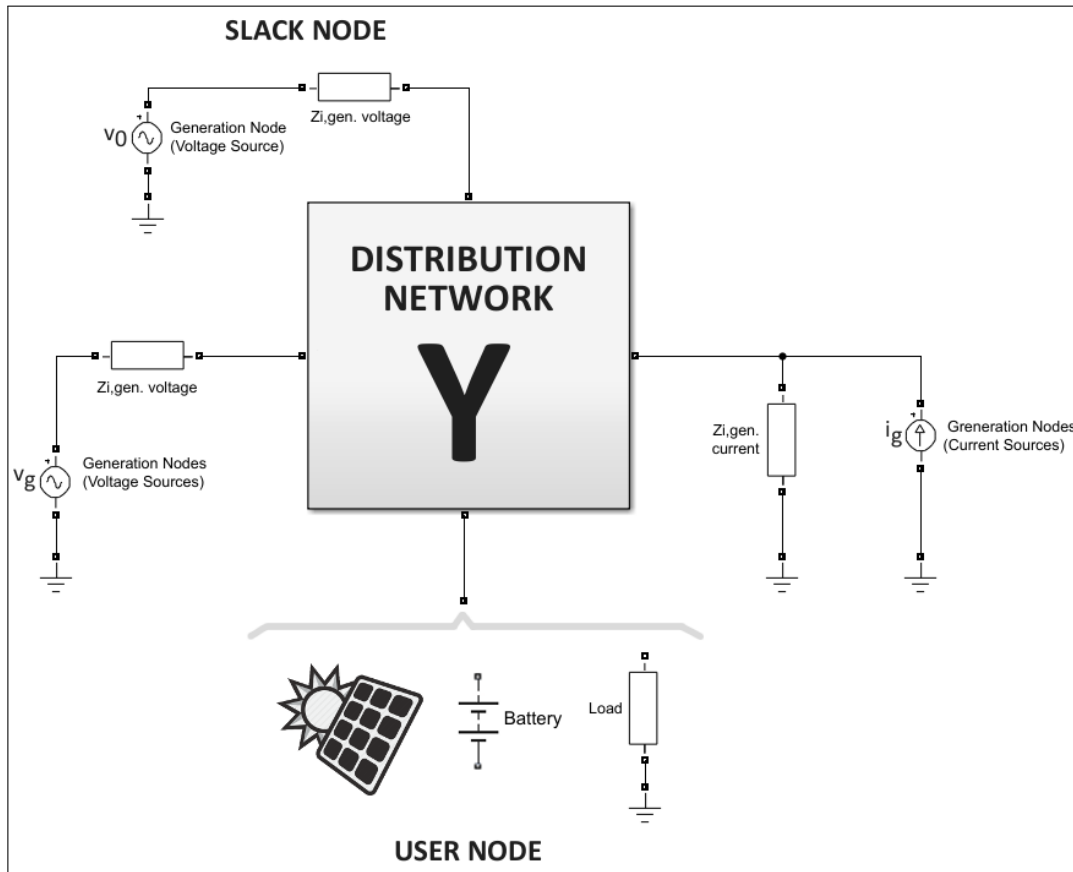 SLACK NODE
Zi,gen. voltage
v0
Generation Node
(Voltage Source)
DISTRIBUTION
NETWORK
Y
Zi,gen. voltage
vg
Generation Nodes
(Voltage Sources)
Zi,gen.
current
ig
Greneration Nodes
(Current Sources)
Battery
Load
USER NODE